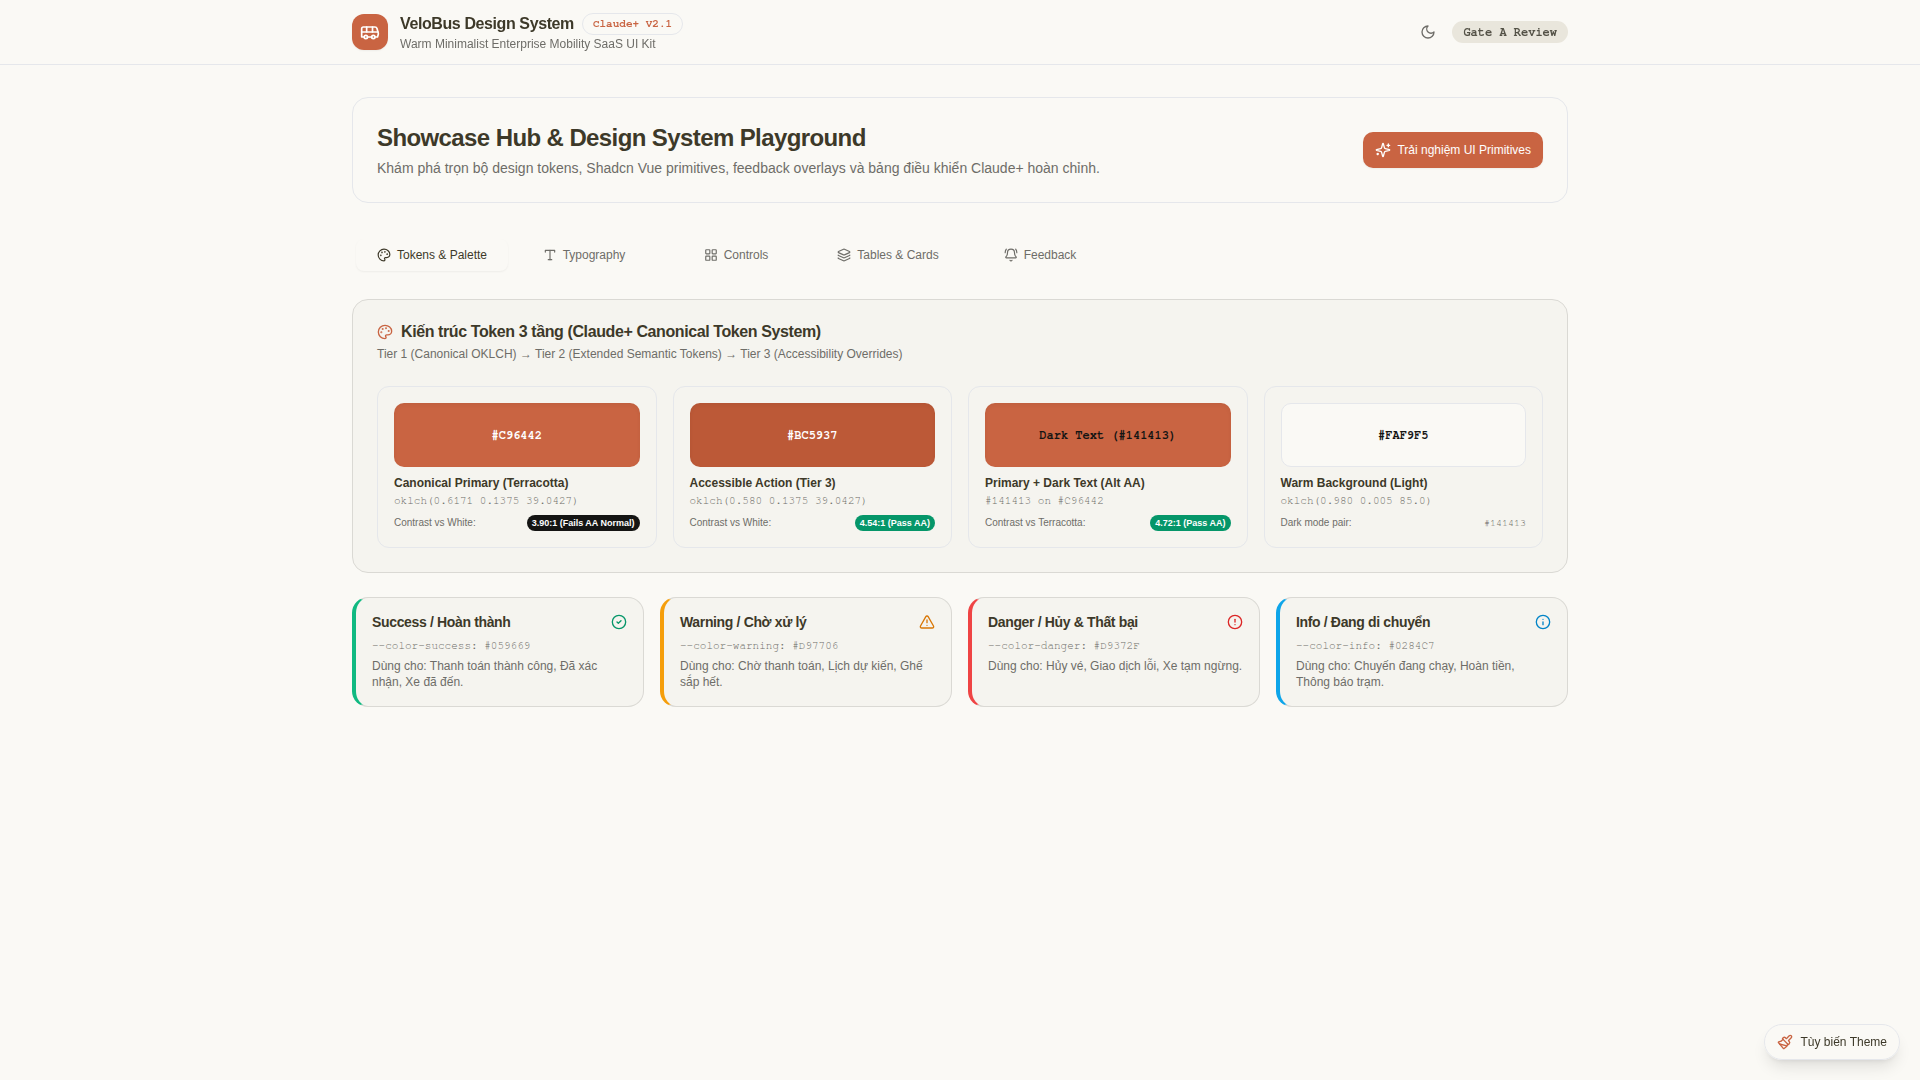 VeloBus Design System
Claude+ V2.1
Warm Minimalist Enterprise Mobility SaaS UI Kit
Gate A Review
Showcase Hub & Design System Playground
Khám phá trọn bộ design tokens, Shadcn Vue primitives, feedback overlays và bảng điều khiển Claude+ hoàn chỉnh.
Trải nghiệm UI Primitives
Tokens & Palette
Typography
Controls
Tables & Cards
Feedback
Kiến trúc Token 3 tầng (Claude+ Canonical Token System)
Tier 1 (Canonical OKLCH) → Tier 2 (Extended Semantic Tokens) → Tier 3 (Accessibility Overrides)
#C96442
Canonical Primary (Terracotta)
oklch(0.6171 0.1375 39.0427)
Contrast vs White:
3.90:1 (Fails AA Normal)
#BC5937
Accessible Action (Tier 3)
oklch(0.580 0.1375 39.0427)
Contrast vs White:
4.54:1 (Pass AA)
Dark Text (#141413)
Primary + Dark Text (Alt AA)
#141413 on #C96442
Contrast vs Terracotta:
4.72:1 (Pass AA)
#FAF9F5
Warm Background (Light)
oklch(0.980 0.005 85.0)
Dark mode pair:
#141413
Success / Hoàn thành
--color-success: #059669
Dùng cho: Thanh toán thành công, Đã xác
nhận, Xe đã đến.
Warning / Chờ xử lý
--color-warning: #D97706
Dùng cho: Chờ thanh toán, Lịch dự kiến, Ghế
sắp hết.
Danger / Hủy & Thất bại
--color-danger: #D9372F
Dùng cho: Hủy vé, Giao dịch lỗi, Xe tạm ngừng.
Info / Đang di chuyển
--color-info: #0284C7
Dùng cho: Chuyến đang chạy, Hoàn tiền,
Thông báo trạm.
Tùy biến Theme